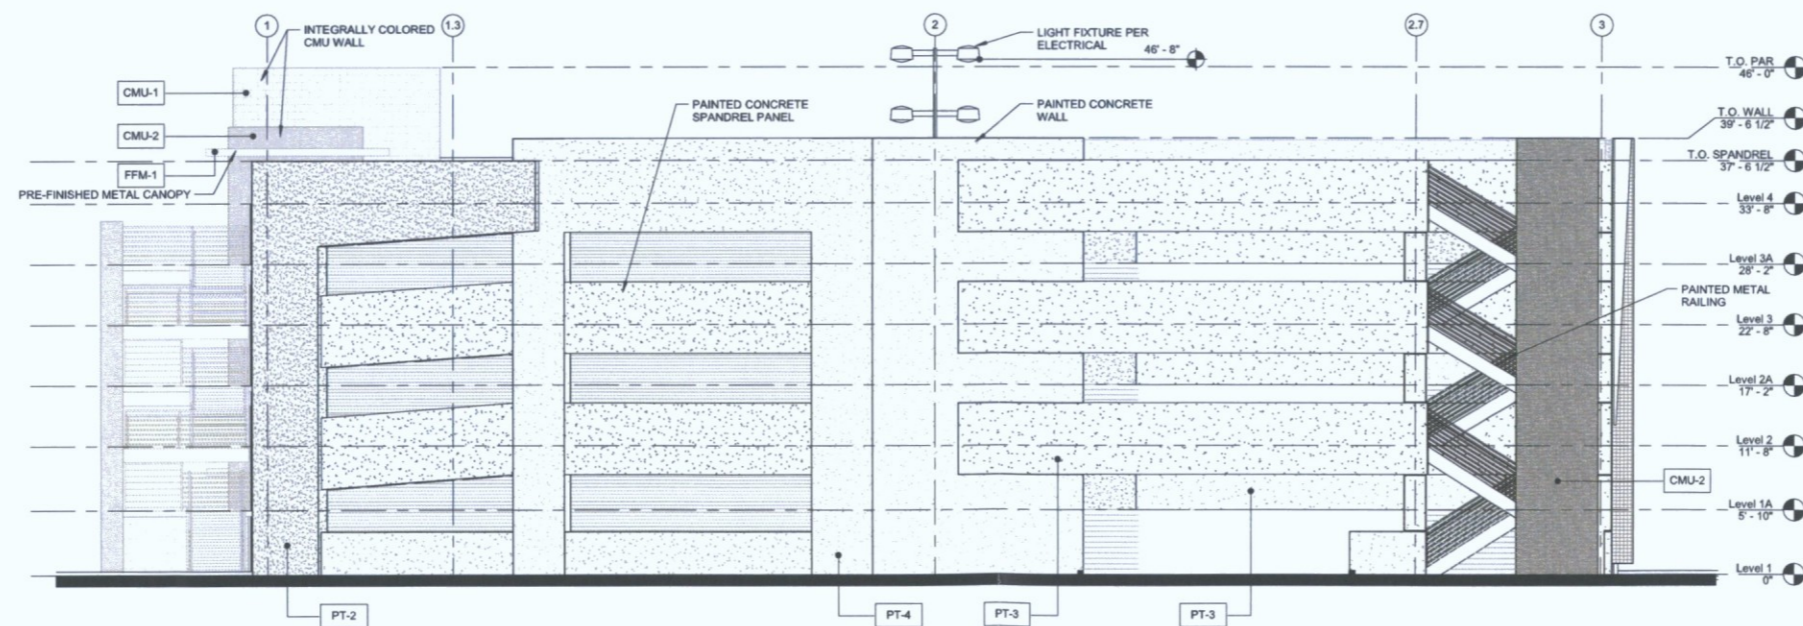 1
INTEGRALLY COLORED
CMU WALL
1.3
2
LIGHT FIXTURE PER
ELECTRICAL
46' - 8"
2.7
3
T.O. PAR
46' - 0"
CMU-1
PAINTED CONCRETE
SPANDREL PANEL
PAINTED CONCRETE
WALL
T.O. WALL
39' - 6 1/2"
CMU-2
T.O. SPANDREL
37' - 6 1/2"
FFM-1
PRE-FINISHED METAL CANOPY
Level 4
33' - 8"
Level 3A
28' - 2"
PAINTED METAL
RAILING
Level 3
22' - 8"
Level 2A
17' - 2"
Level 2
11' - 8"
CMU-2
Level 1A
5' - 10"
Level 1
0"
PT-2
PT-4
PT-3
PT-3